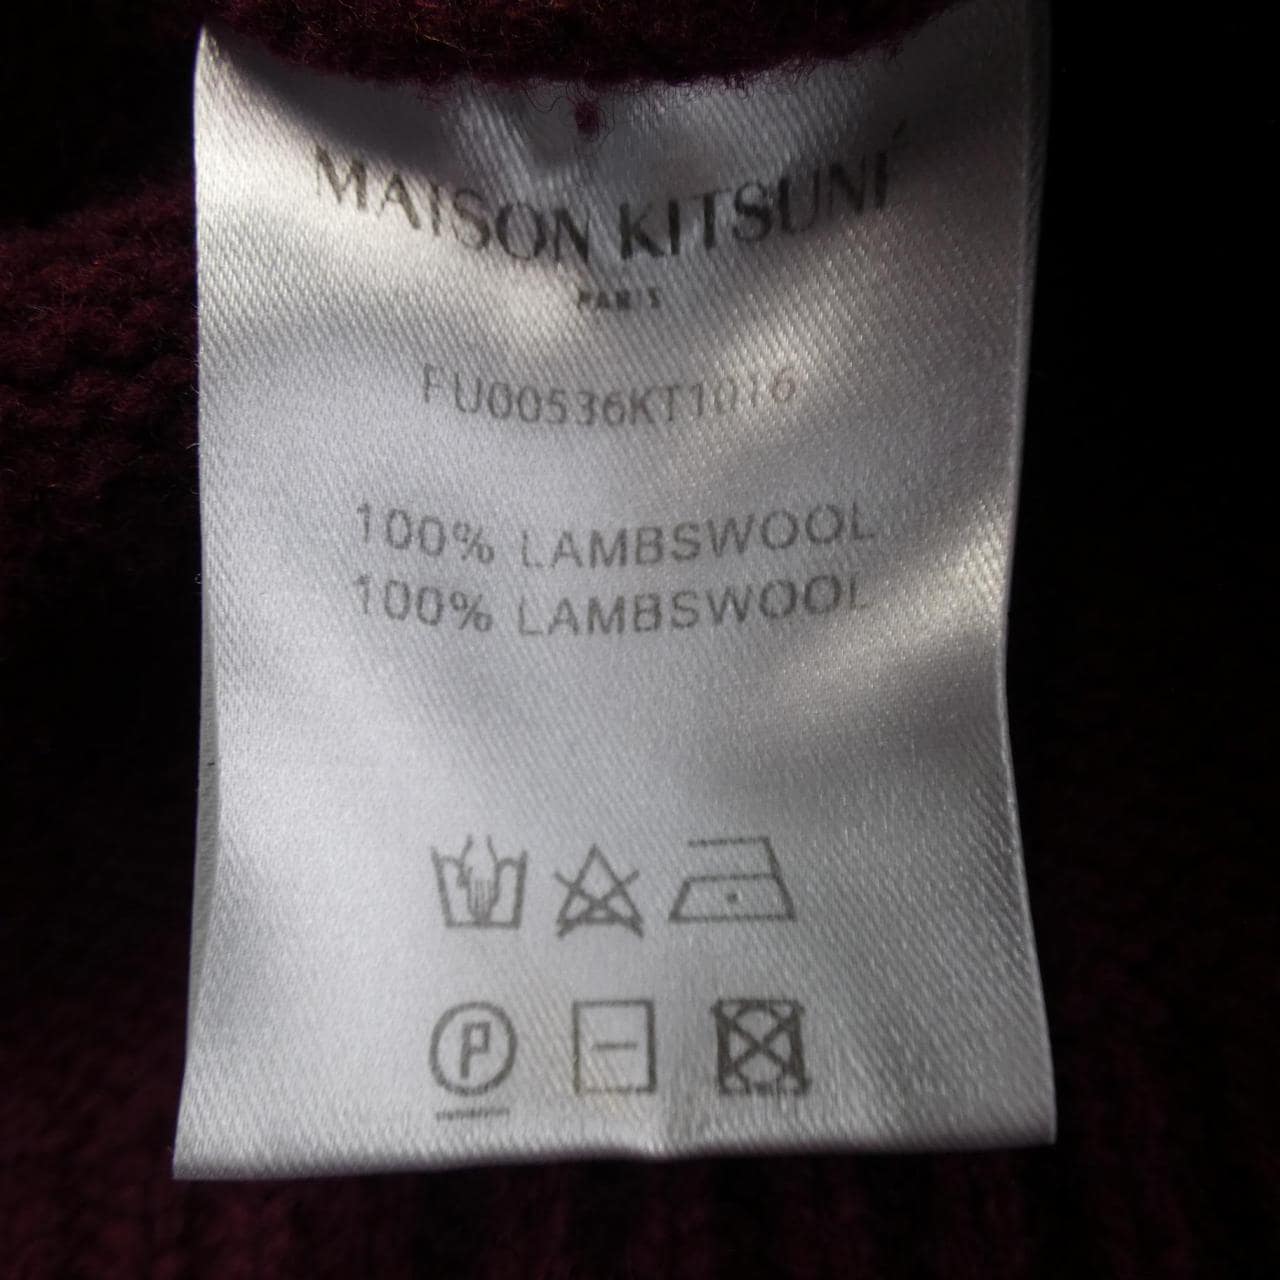 MAISON KITSUNÉ
PARIS
FU00536KT1016
100% LAMBSWOOL
100% LAMBSWOOL
P